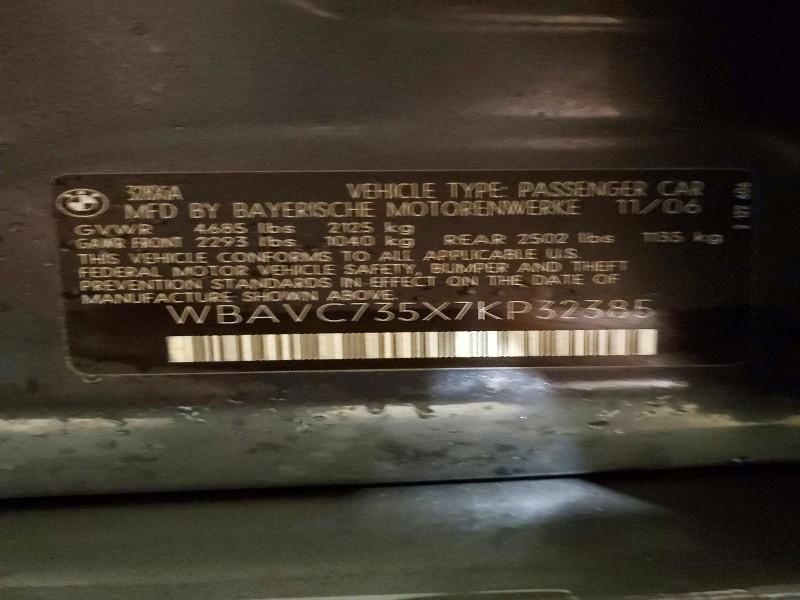 VEHICLE TYPE: PASSENGER CAR
MFD BY BAYERISCHE MOTORENWERKE 11/06
GVWR 4685 lbs 2125 kg
GAWR FRONT 2293 lbs 1040 kg REAR 2502 lbs 1135 kg
THIS VEHICLE CONFORMS TO ALL APPLICABLE U.S.
FEDERAL MOTOR VEHICLE SAFETY, BUMPER AND THEFT
PREVENTION STANDARDS IN EFFECT ON THE DATE OF
MANUFACTURE SHOWN ABOVE.
WBAVC735X7KP32385